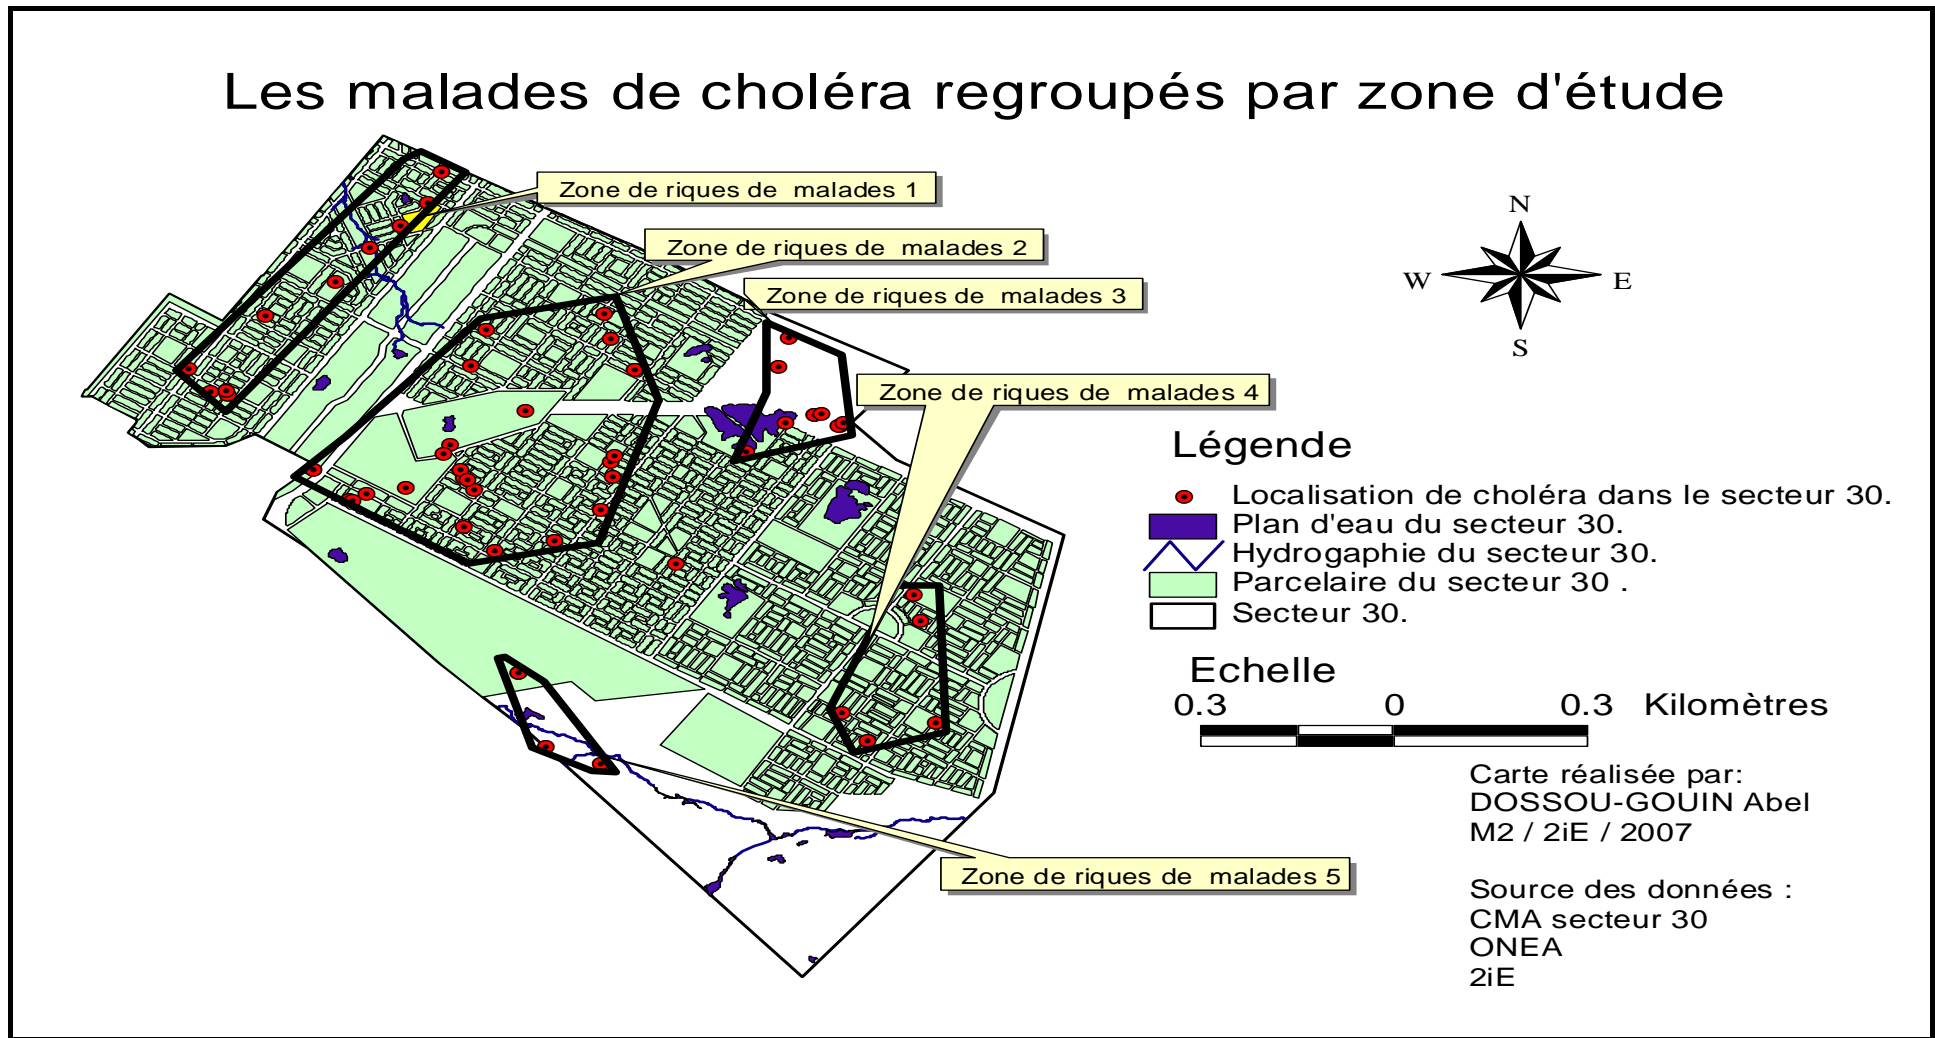 Les malades de choléra regroupés par zone d'étude
Zone de riques de malades 1
Zone de riques de malades 2
Zone de riques de malades 3
Zone de riques de malades 4
Zone de riques de malades 5
N
W
E
S
Légende
Localisation de choléra dans le secteur 30.
Plan d'eau du secteur 30.
Hydrogaphie du secteur 30.
Parcelaire du secteur 30 .
Secteur 30.
Echelle
0.3 0 0.3 Kilomètres
Carte réalisée par:
DOSSOU-GOUIN Abel
M2 / 2iE / 2007
Source des données :
CMA secteur 30
ONEA
2iE